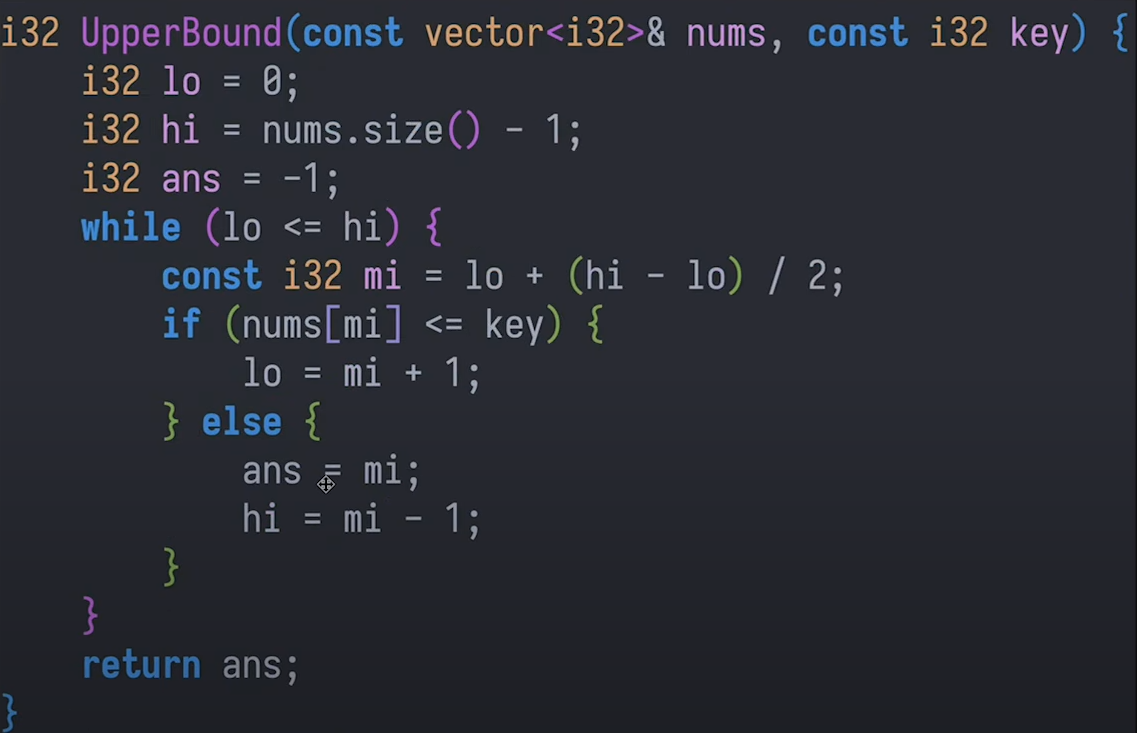 i32 UpperBound(const vector<i32>& nums, const i32 key) {
    i32 lo = 0;
    i32 hi = nums.size() - 1;
    i32 ans = -1;
    while (lo <= hi) {
        const i32 mi = lo + (hi - lo) / 2;
        if (nums[mi] <= key) {
            lo = mi + 1;
        } else {
            ans = mi;
            hi = mi - 1;
        }
    }
    return ans;
}